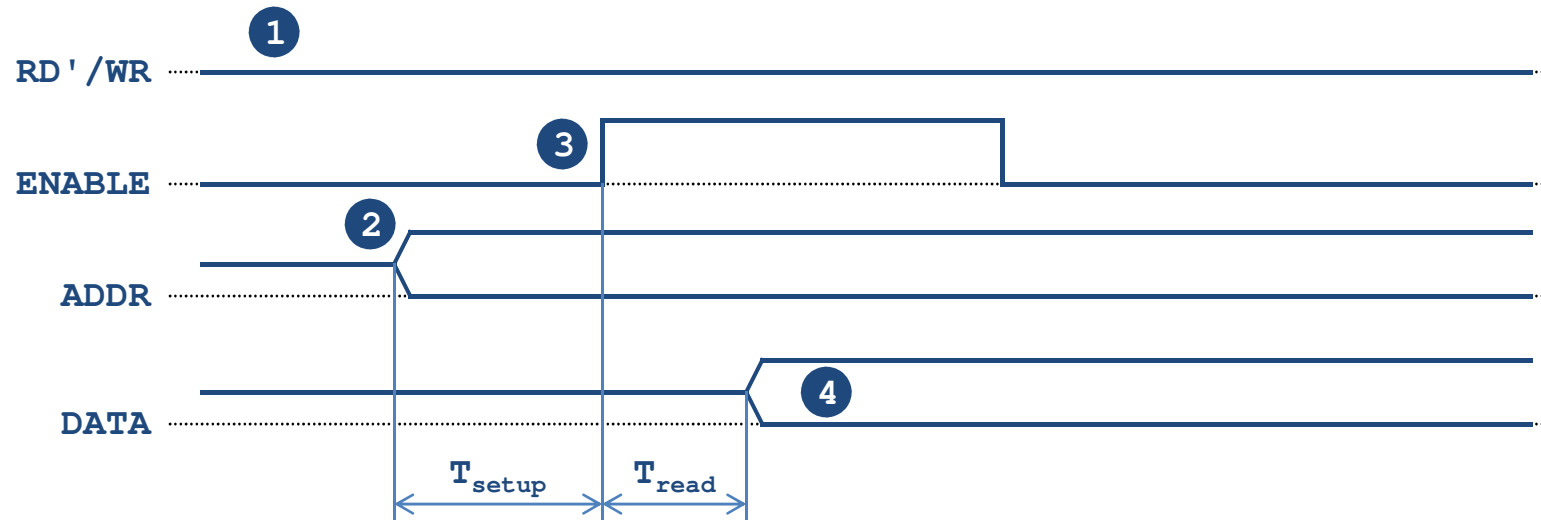 1
RD'/WR
3
ENABLE
2
ADDR
4
DATA
Tsetup Tread